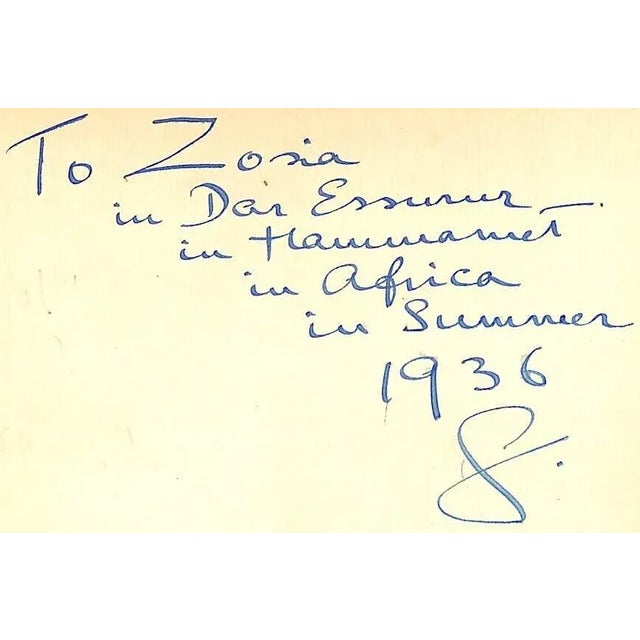 To Zosia
in Dar Essurur
in Hammamet
in Africa
in Summer
1936
S.